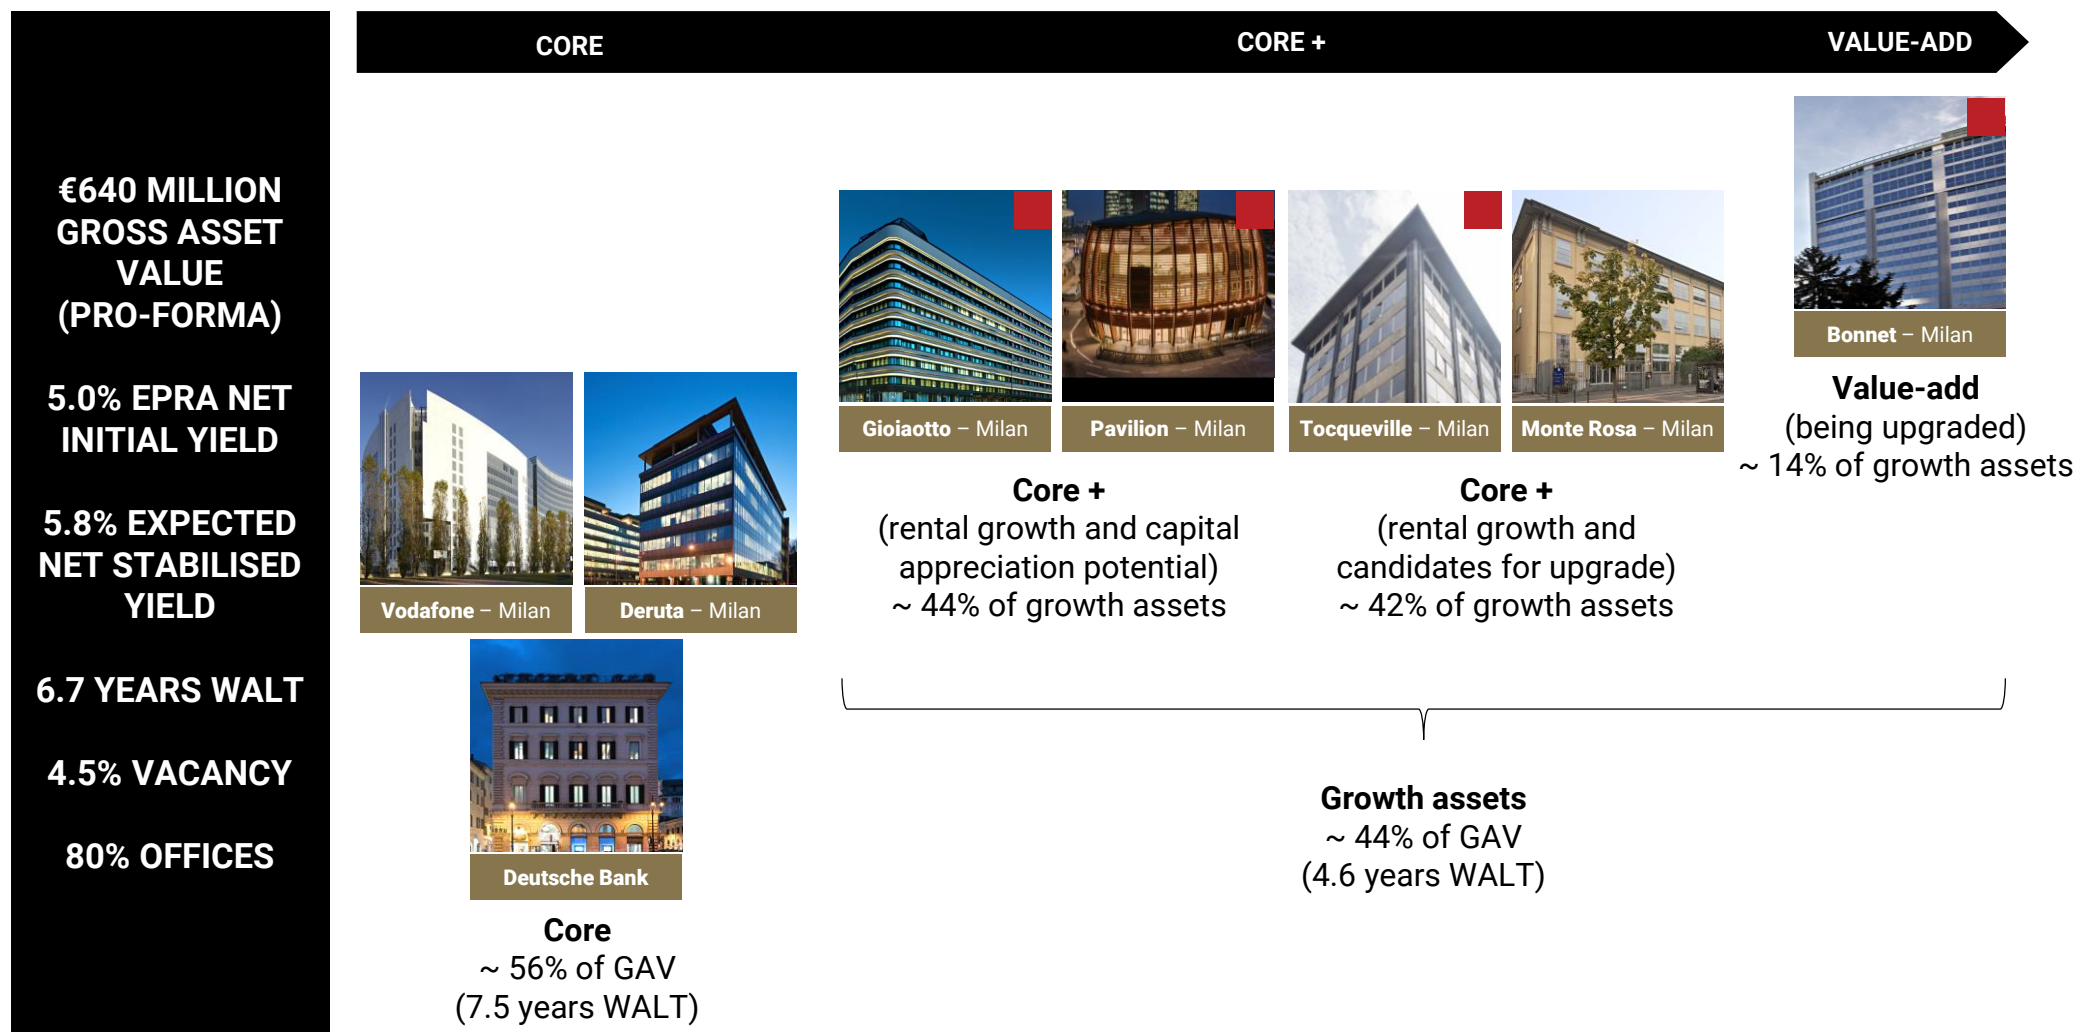 €640 MILLION
GROSS ASSET
VALUE
(PRO-FORMA)
5.0% EPRA NET
INITIAL YIELD
5.8% EXPECTED
NET STABILISED
YIELD
6.7 YEARS WALT
4.5% VACANCY
80% OFFICES
CORE
CORE +
VALUE-ADD
Vodafone – Milan
Deruta – Milan
Deutsche Bank
Core
~ 56% of GAV
(7.5 years WALT)
Gioiaotto – Milan
Pavilion – Milan
Core +
(rental growth and capital
appreciation potential)
~ 44% of growth assets
Tocqueville – Milan
Monte Rosa – Milan
Core +
(rental growth and
candidates for upgrade)
~ 42% of growth assets
Bonnet – Milan
Value-add
(being upgraded)
~ 14% of growth assets
Growth assets
~ 44% of GAV
(4.6 years WALT)